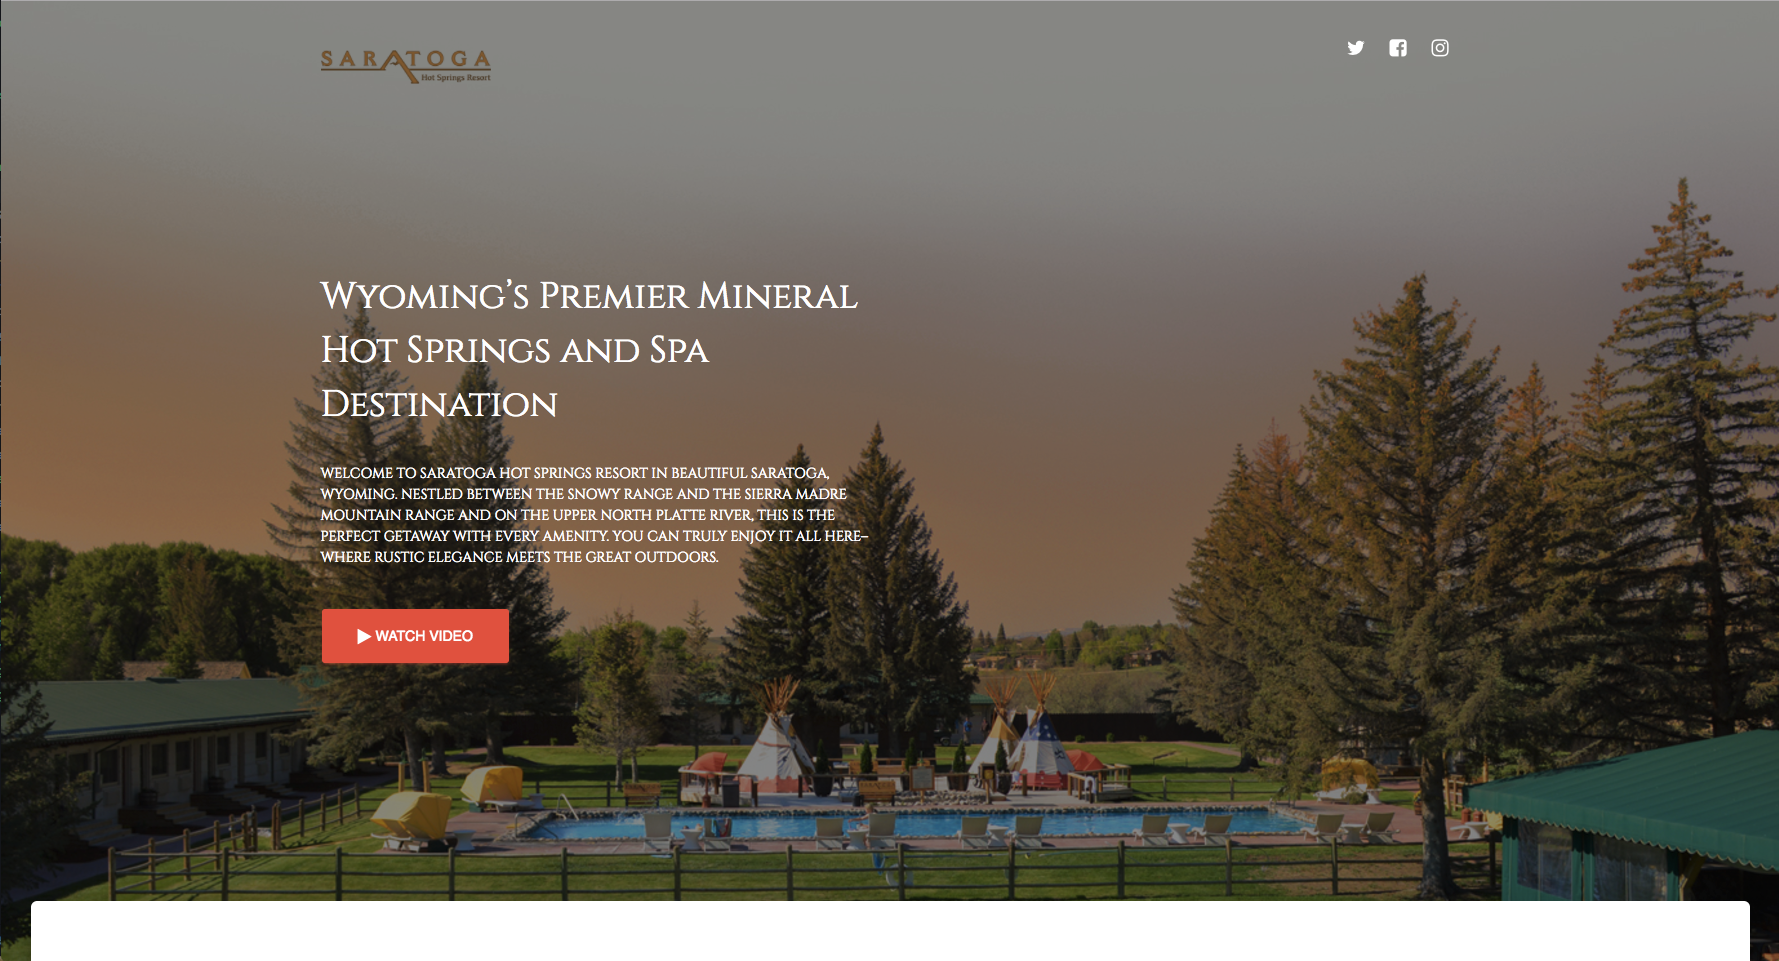 SARATOGA
Hot Springs Resort
Wyoming’s Premier Mineral
Hot Springs and Spa
Destination
WELCOME TO SARATOGA HOT SPRINGS RESORT IN BEAUTIFUL SARATOGA,
WYOMING. NESTLED BETWEEN THE SNOWY RANGE AND THE SIERRA MADRE
MOUNTAIN RANGE AND ON THE UPPER NORTH PLATTE RIVER, THIS IS THE
PERFECT GETAWAY WITH EVERY AMENITY. YOU CAN TRULY ENJOY IT ALL HERE–
WHERE RUSTIC ELEGANCE MEETS THE GREAT OUTDOORS.
WATCH VIDEO